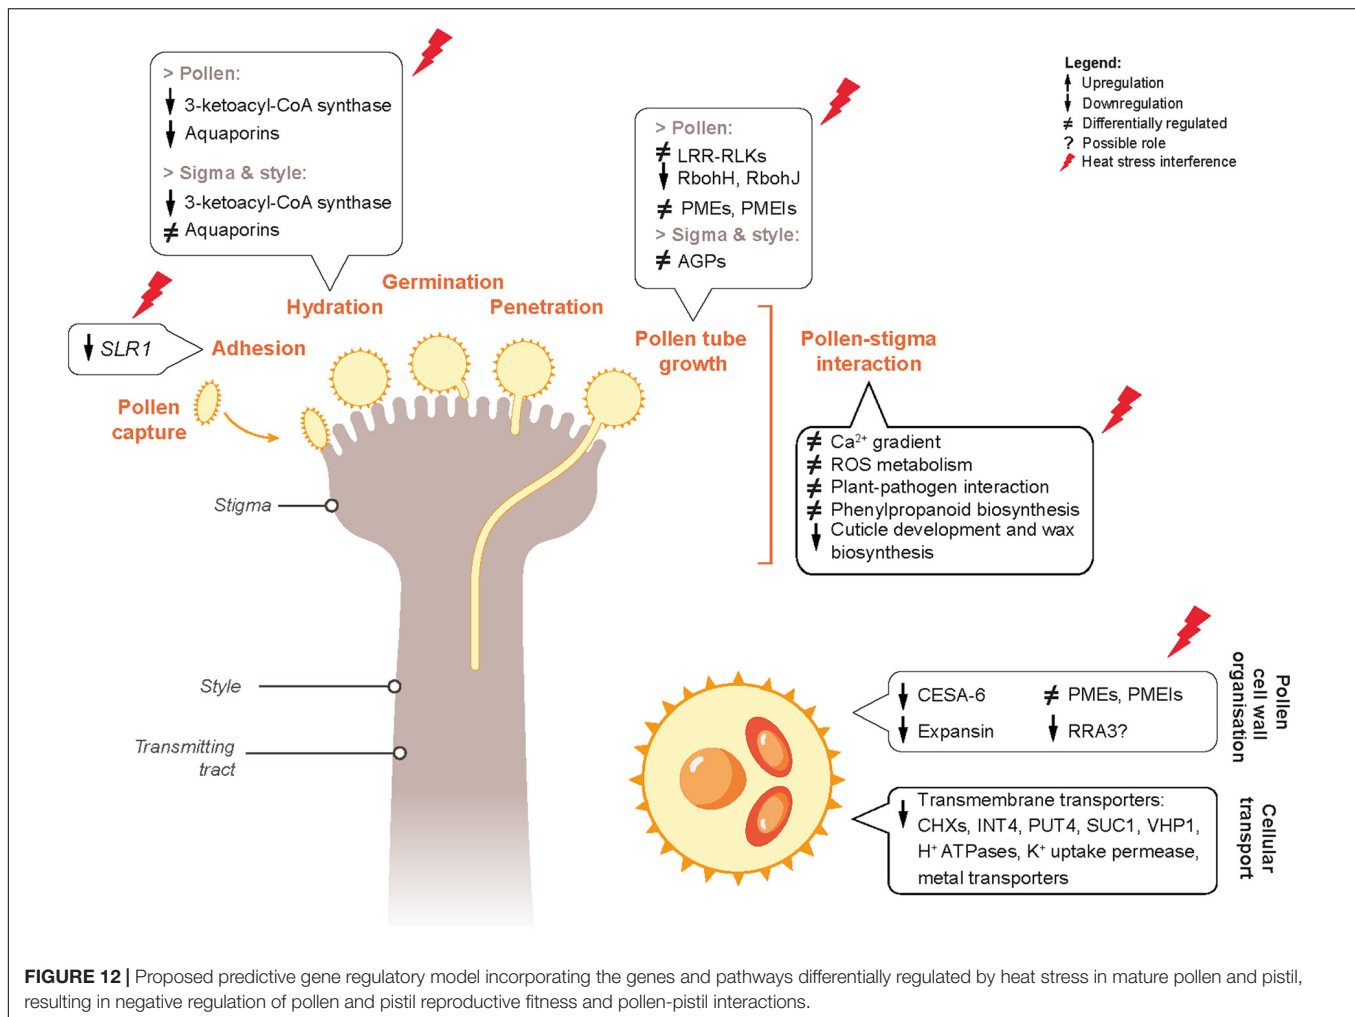 > Pollen:
↓ 3-ketoacyl-CoA synthase
↓ Aquaporins
> Sigma & style:
↓ 3-ketoacyl-CoA synthase
≠ Aquaporins
> Pollen:
≠ LRR-RLKs
↓ RbohH, RbohJ
≠ PMEs, PMEIs
> Sigma & style:
≠ AGPs
Legend:
↑ Upregulation
↓ Downregulation
≠ Differentially regulated
? Possible role
Heat stress interference
↓ SLR1
Pollen
capture
Adhesion
Hydration
Germination
Penetration
Pollen tube
growth
Pollen-stigma
interaction
≠ Ca²⁺ gradient
≠ ROS metabolism
≠ Plant-pathogen interaction
≠ Phenylpropanoid biosynthesis
↓ Cuticle development and wax
biosynthesis
Stigma
Style
Transmitting
tract
↓ CESA-6 ≠ PMEs, PMEIs
↓ Expansin ↓ RRA3?
Pollen
cell wall
organisation
↓ Transmembrane transporters:
CHXs, INT4, PUT4, SUC1, VHP1,
H⁺ ATPases, K⁺ uptake permease,
metal transporters
Cellular
transport
FIGURE 12 | Proposed predictive gene regulatory model incorporating the genes and pathways differentially regulated by heat stress in mature pollen and pistil,
resulting in negative regulation of pollen and pistil reproductive fitness and pollen-pistil interactions.